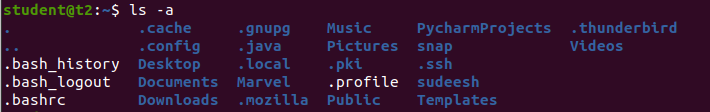 student@t2:~$ ls -a
. .cache .gnupg Music PycharmProjects .thunderbird
.. .config .java Pictures snap Videos
.bash_history Desktop .local .pki .ssh
.bash_logout Documents Marvel .profile sudeesh
.bashrc Downloads .mozilla Public Templates